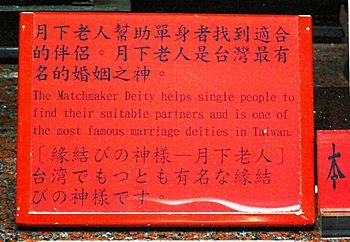 月下老人幫助單身者找到適合
的伴侶。月下老人是台灣最有
名的婚姻之神。
The Matchmaker Deity helps single people to
find their suitable partners and is one of
the most famous marriage deities in Taiwan.
〔縁結びの神様—月下老人〕
台湾でもつとも有名な縁結
びの神様です。
本